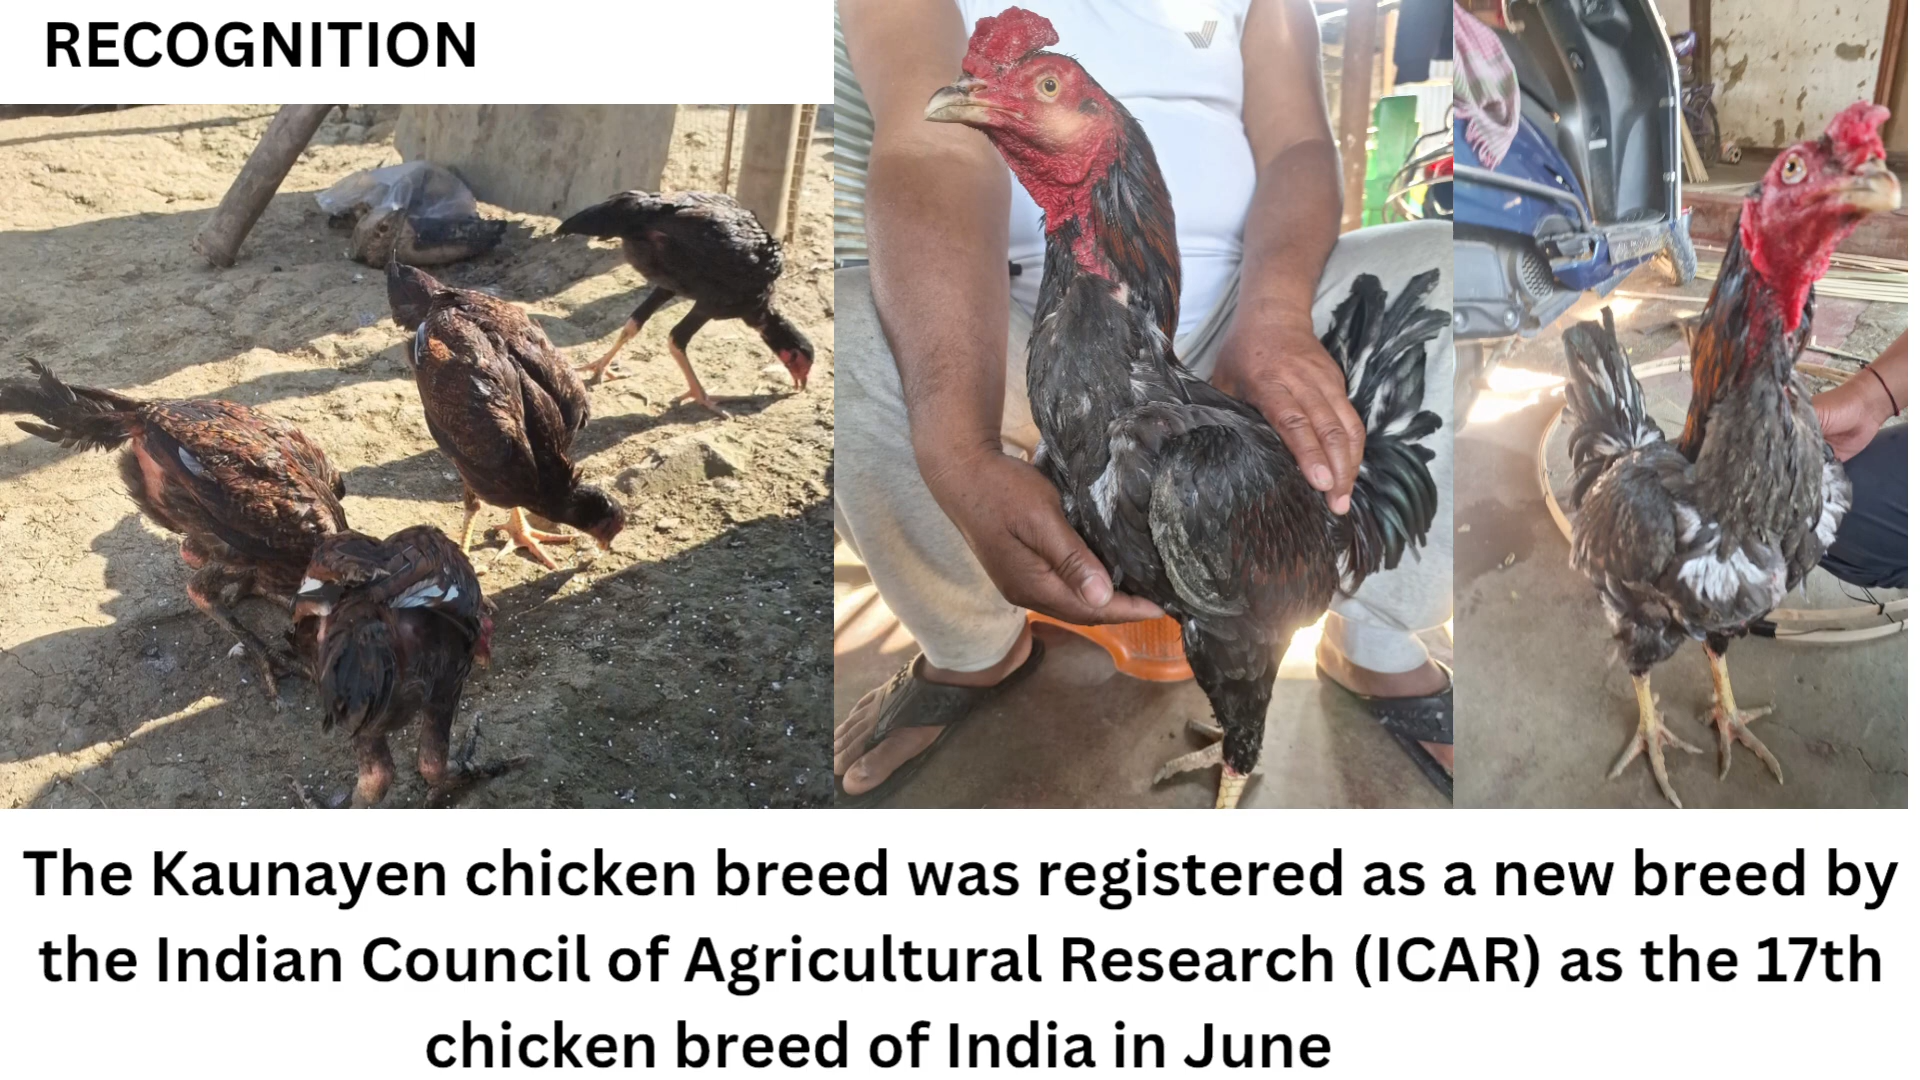 RECOGNITION
The Kaunayen chicken breed was registered as a new breed by
the Indian Council of Agricultural Research (ICAR) as the 17th
chicken breed of India in June